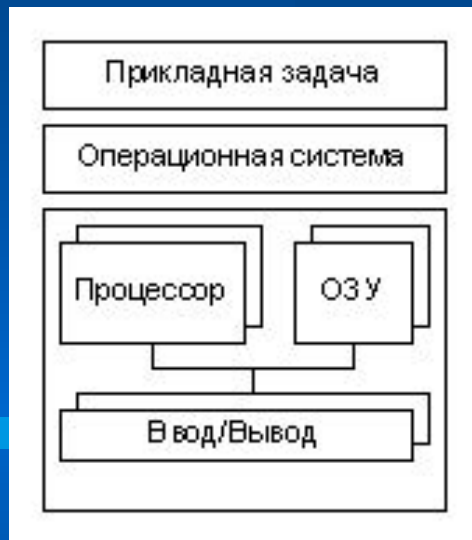 Прикладная задача
Операционная система
Процессор
ОЗУ
Ввод/Вывод